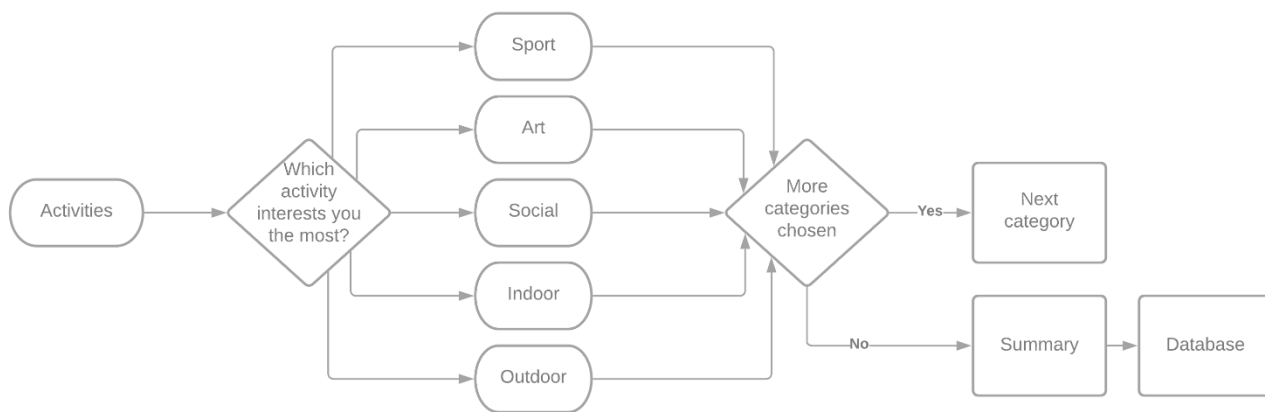 Activities
Which
activity
interests you
the most?
Sport
Art
Social
Indoor
Outdoor
More
categories
chosen
Yes
Next
category
No
Summary
Database